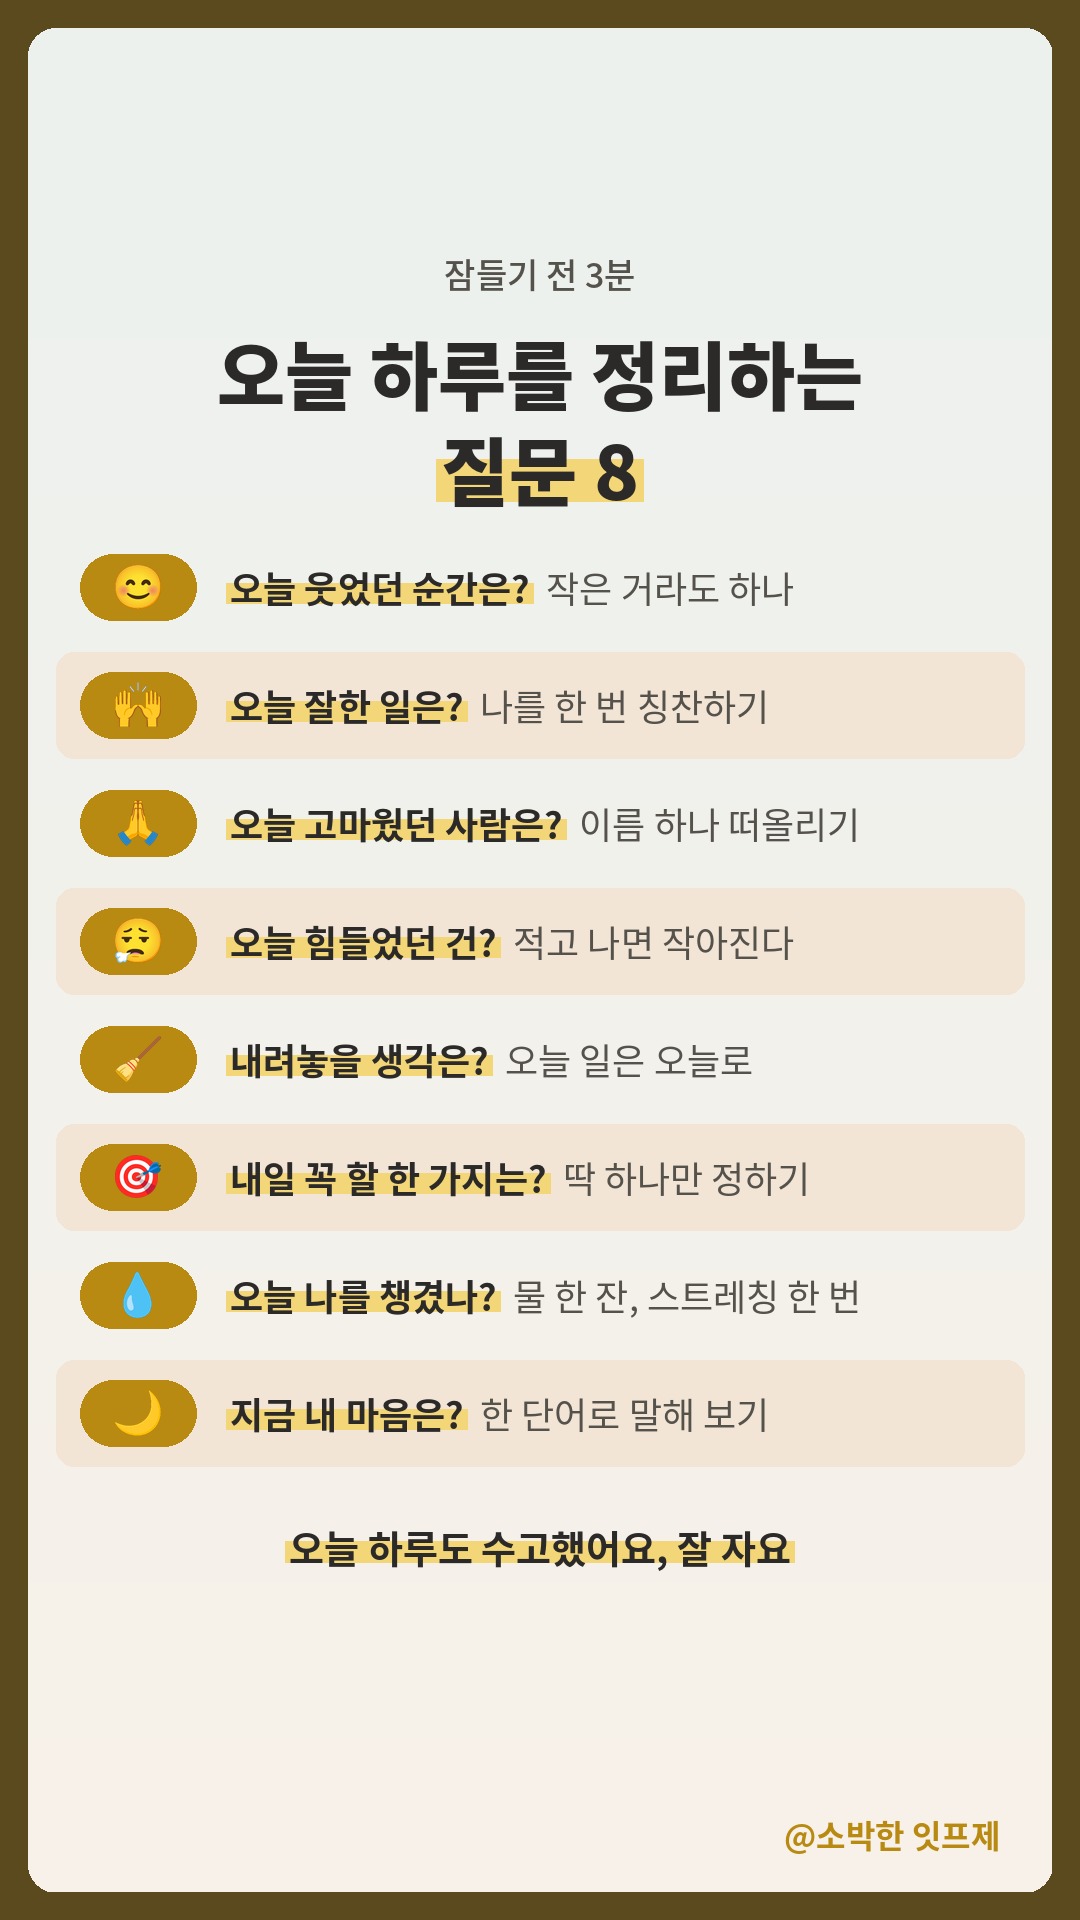 잠들기 전 3분
오늘 하루를 정리하는
질문 8
😊 오늘 웃었던 순간은? 작은 거라도 하나
🙌 오늘 잘한 일은? 나를 한 번 칭찬하기
🙏 오늘 고마웠던 사람은? 이름 하나 떠올리기
😮‍💨 오늘 힘들었던 건? 적고 나면 작아진다
🧹 내려놓을 생각은? 오늘 일은 오늘로
🎯 내일 꼭 할 한 가지는? 딱 하나만 정하기
💧 오늘 나를 챙겼나? 물 한 잔, 스트레칭 한 번
🌙 지금 내 마음은? 한 단어로 말해 보기
오늘 하루도 수고했어요, 잘 자요
@소박한 잇프제